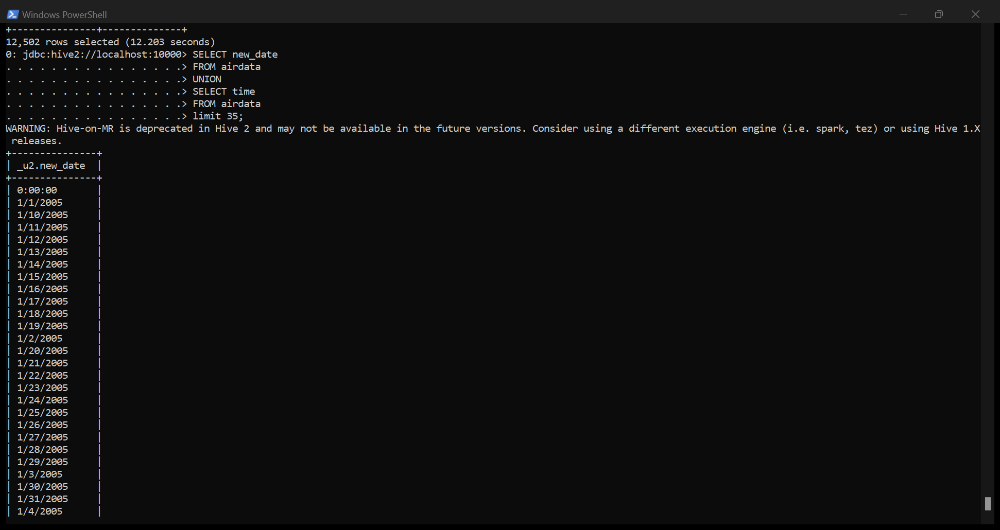 Windows PowerShell
+---------------+--------------+
12,502 rows selected (12.203 seconds)
0: jdbc:hive2://localhost:10000> SELECT new_date
. . . . . . . . . . . . . . . .> FROM airdata
. . . . . . . . . . . . . . . .> UNION
. . . . . . . . . . . . . . . .> SELECT time
. . . . . . . . . . . . . . . .> FROM airdata
. . . . . . . . . . . . . . . .> limit 35;
WARNING: Hive-on-MR is deprecated in Hive 2 and may not be available in the future versions. Consider using a different execution engine (i.e. spark, tez) or using Hive 1.X
 releases.
+---------------+
| _u2.new_date  |
+---------------+
| 0:00:00       |
| 1/1/2005      |
| 1/10/2005     |
| 1/11/2005     |
| 1/12/2005     |
| 1/13/2005     |
| 1/14/2005     |
| 1/15/2005     |
| 1/16/2005     |
| 1/17/2005     |
| 1/18/2005     |
| 1/19/2005     |
| 1/2/2005      |
| 1/20/2005     |
| 1/21/2005     |
| 1/22/2005     |
| 1/23/2005     |
| 1/24/2005     |
| 1/25/2005     |
| 1/26/2005     |
| 1/27/2005     |
| 1/28/2005     |
| 1/29/2005     |
| 1/3/2005      |
| 1/30/2005     |
| 1/31/2005     |
| 1/4/2005      |